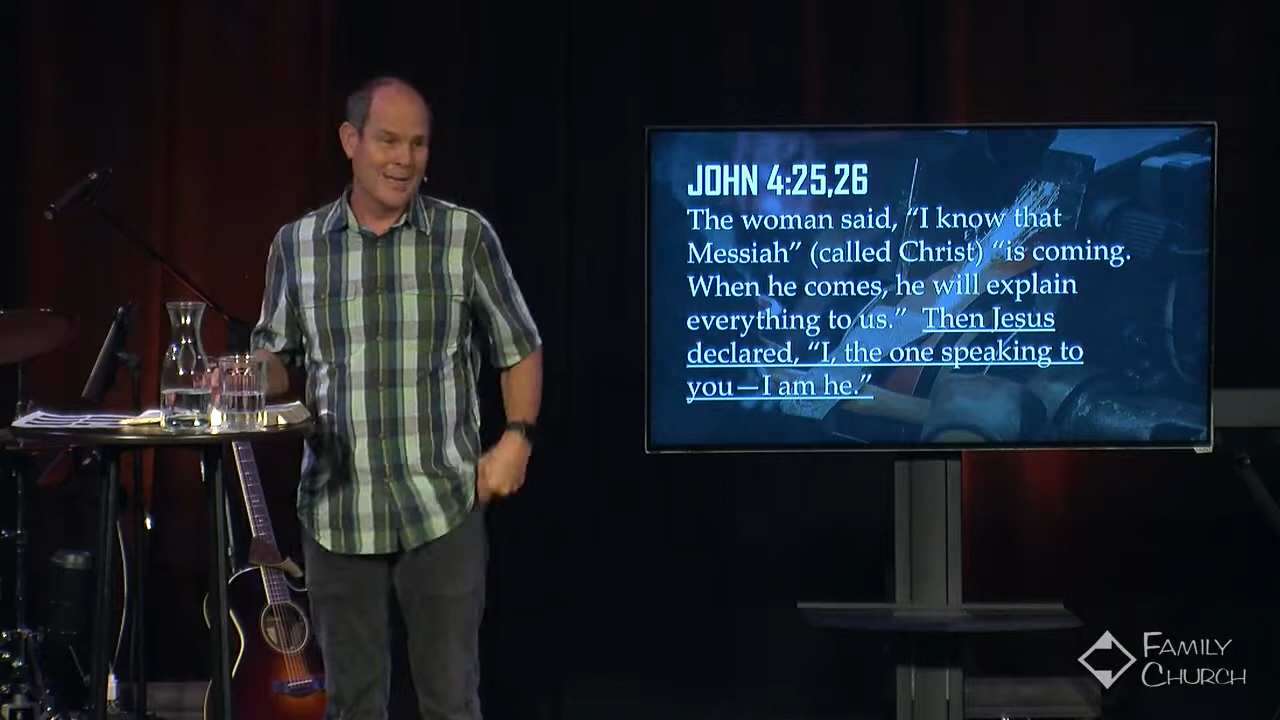 JOHN 4:25,26
The woman said, “I know that
Messiah” (called Christ) “is coming.
When he comes, he will explain
everything to us.” Then Jesus
declared, “I, the one speaking to
you—I am he.”
FAMILY
CHURCH